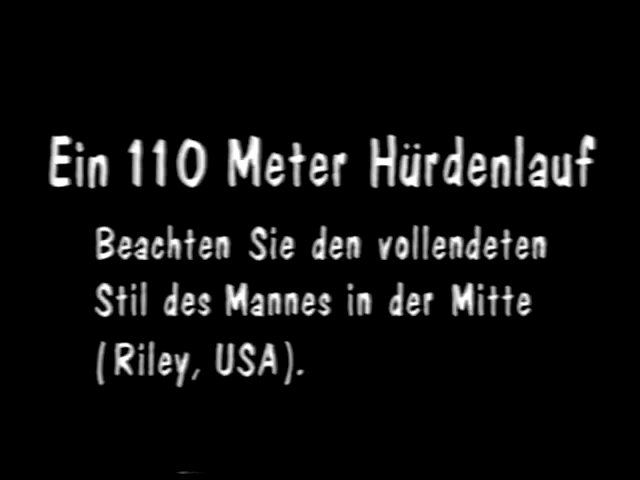 Ein 110 Meter Hürdenlauf
Beachten Sie den vollendeten
Stil des Mannes in der Mitte
(Riley, USA).